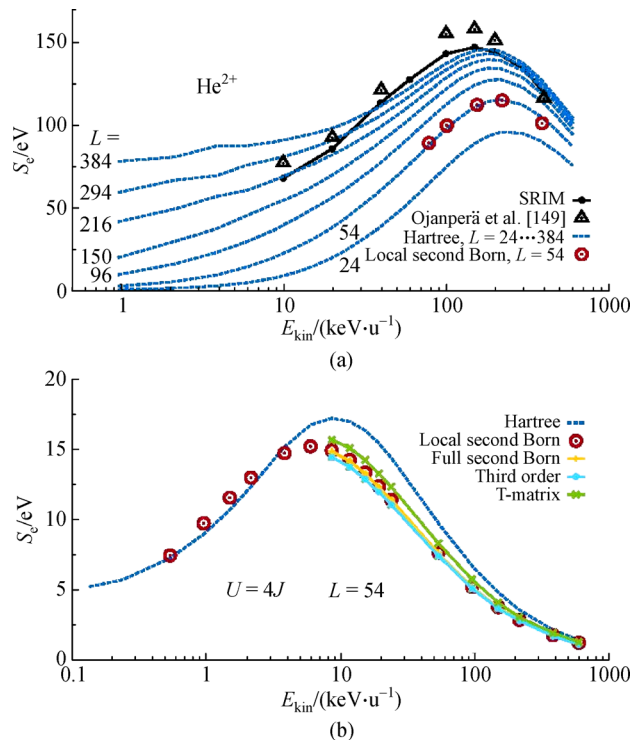 150
100
50
0
S_e/eV
He²⁺
L =
384
294
216
150
96
54
24
SRIM
Ojanperä et al. [149]
Hartree, L = 24⋯384
Local second Born, L = 54
1 10 100 1000
E_kin/(keV·u⁻¹)
(a)
20
15
10
5
0
S_e/eV
Hartree
Local second Born
Full second Born
Third order
T-matrix
U = 4J L = 54
0.1 1 10 100 1000
E_kin/(keV·u⁻¹)
(b)